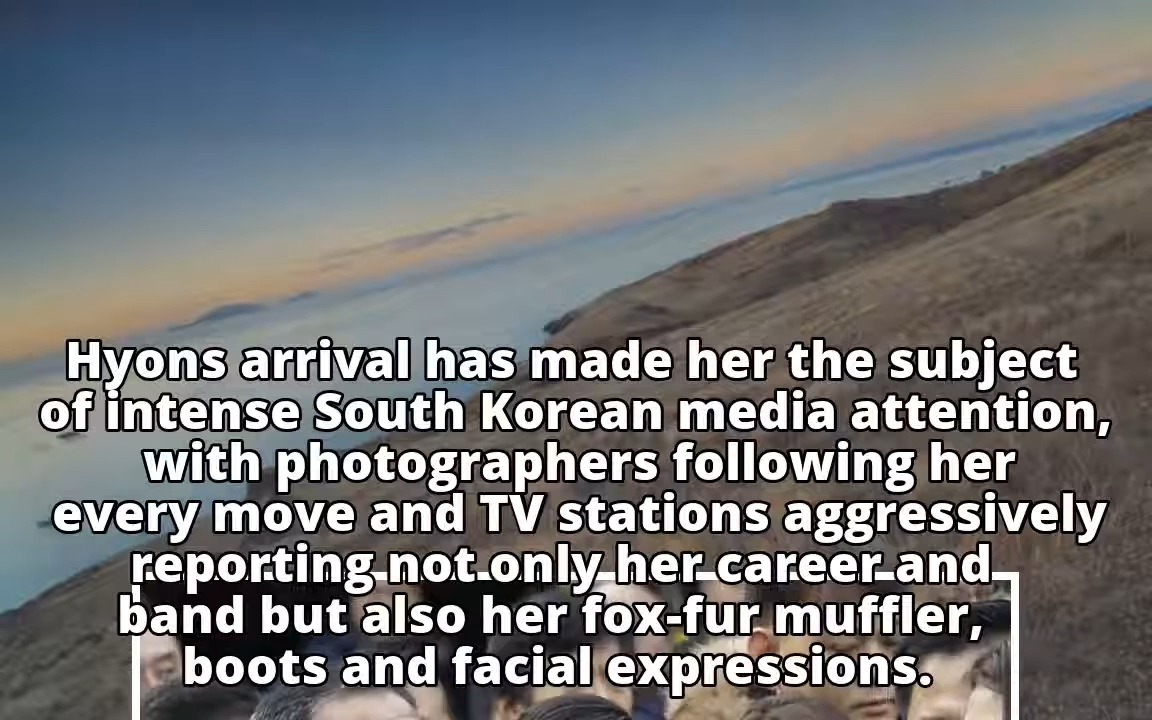 Hyons arrival has made her the subject
of intense South Korean media attention,
with photographers following her
every move and TV stations aggressively
reporting not only her career and
band but also her fox-fur muffler,
boots and facial expressions.